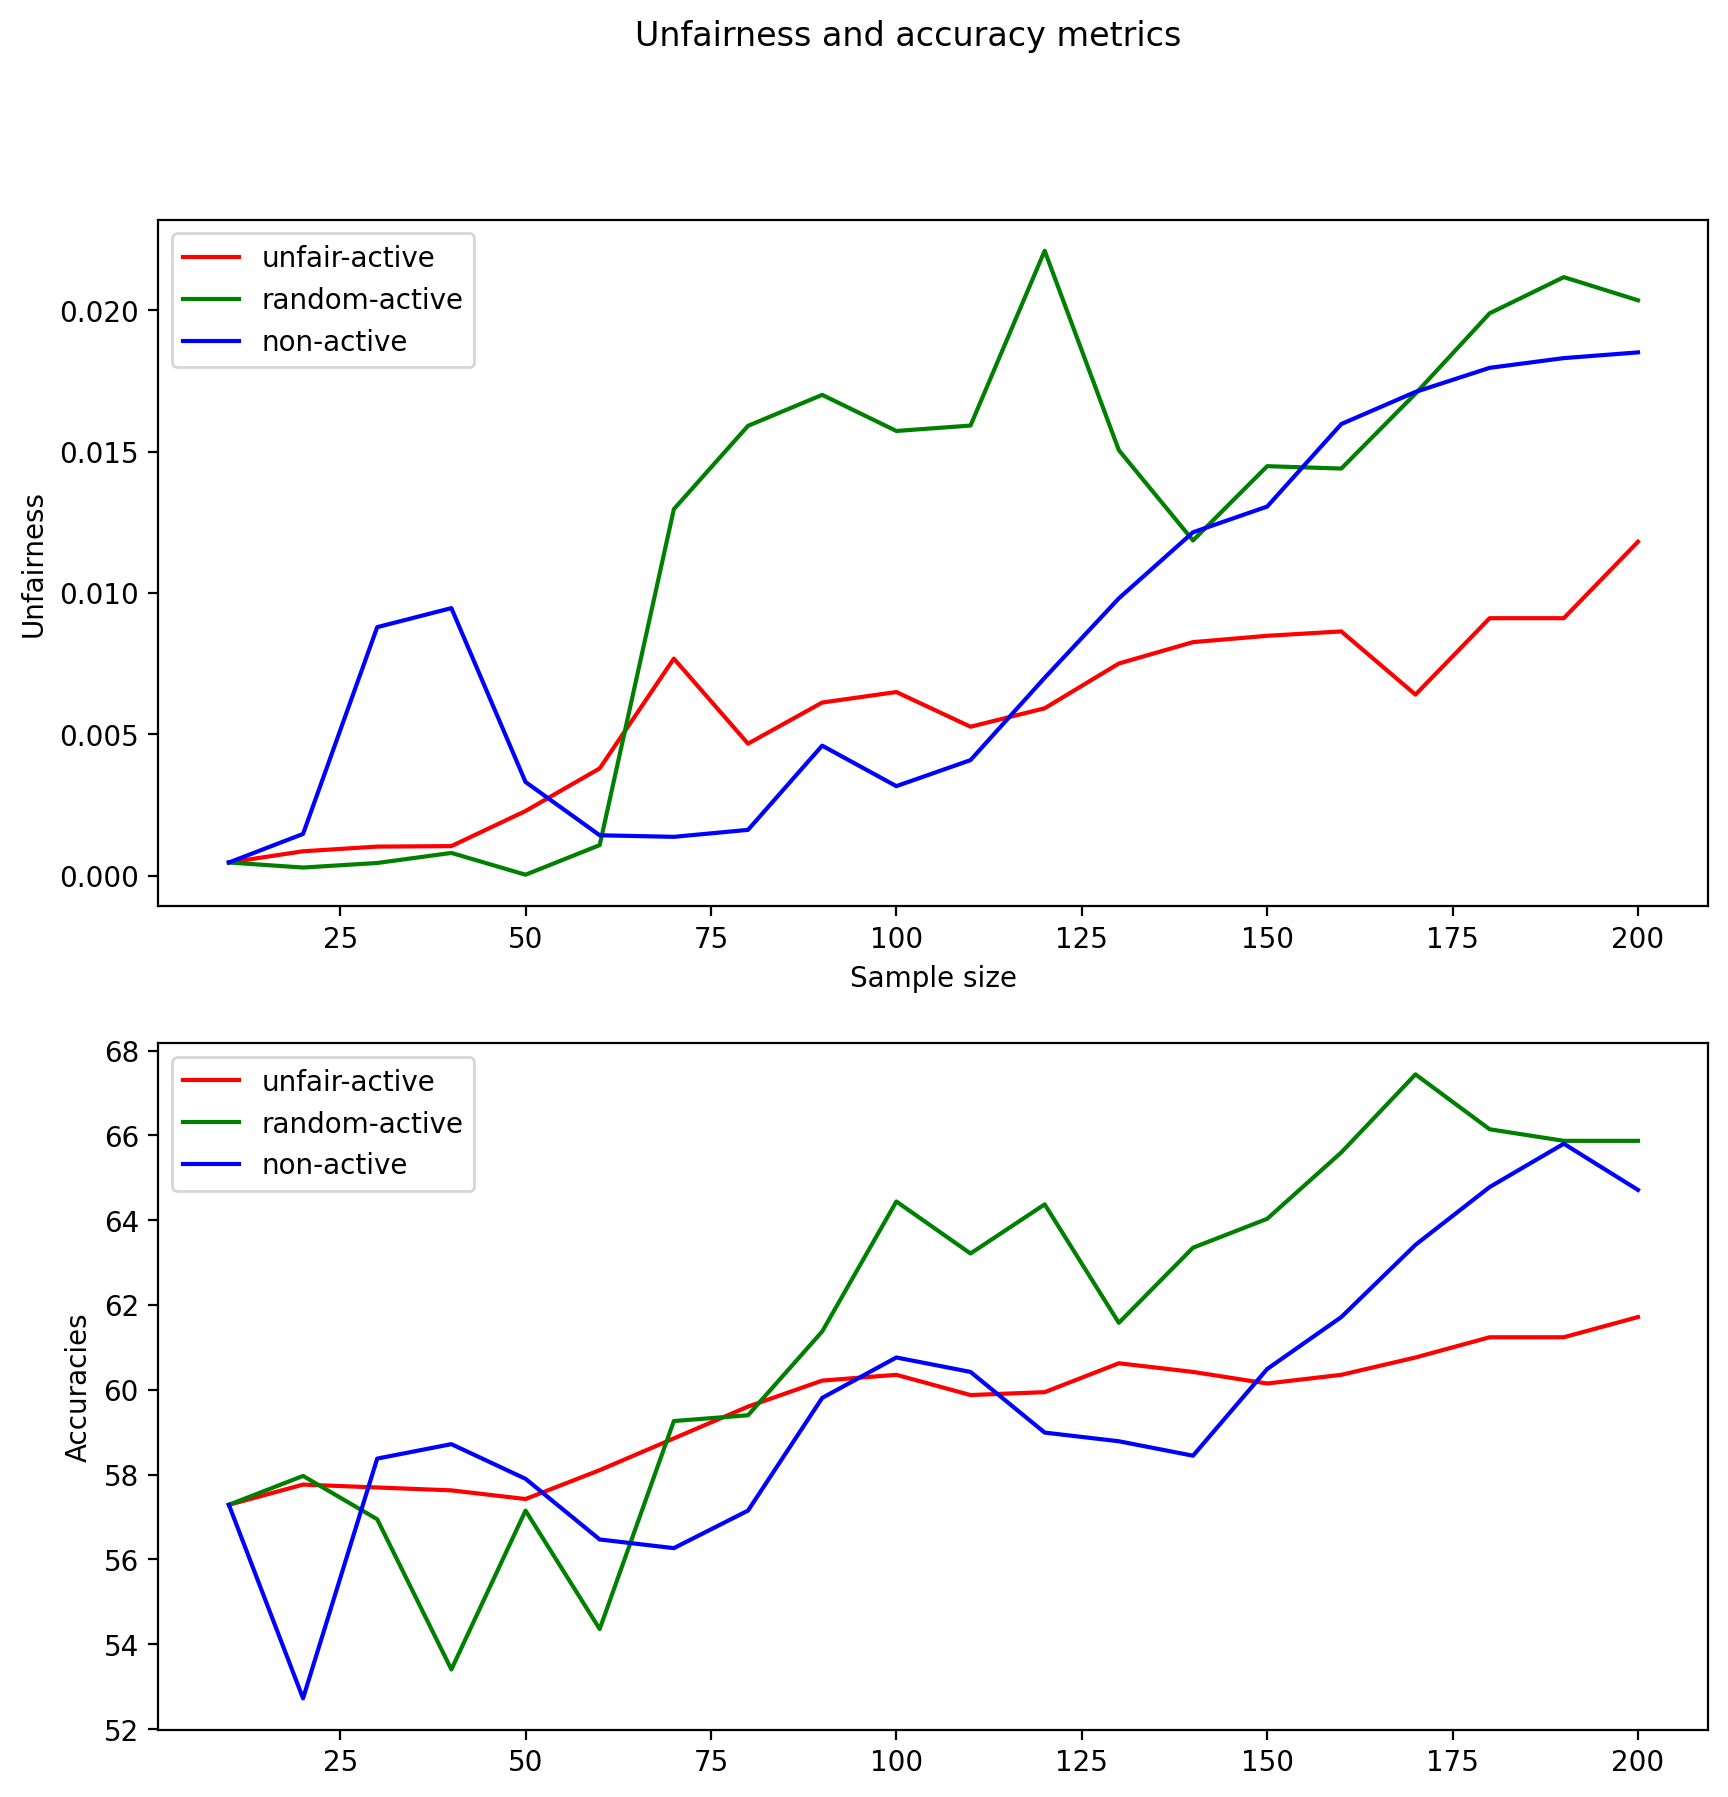 Unfairness and accuracy metrics
unfair-active
random-active
non-active
Unfairness
0.020
0.015
0.010
0.005
0.000
25 50 75 100 125 150 175 200
Sample size
unfair-active
random-active
non-active
Accuracies
68
66
64
62
60
58
56
54
52
25 50 75 100 125 150 175 200